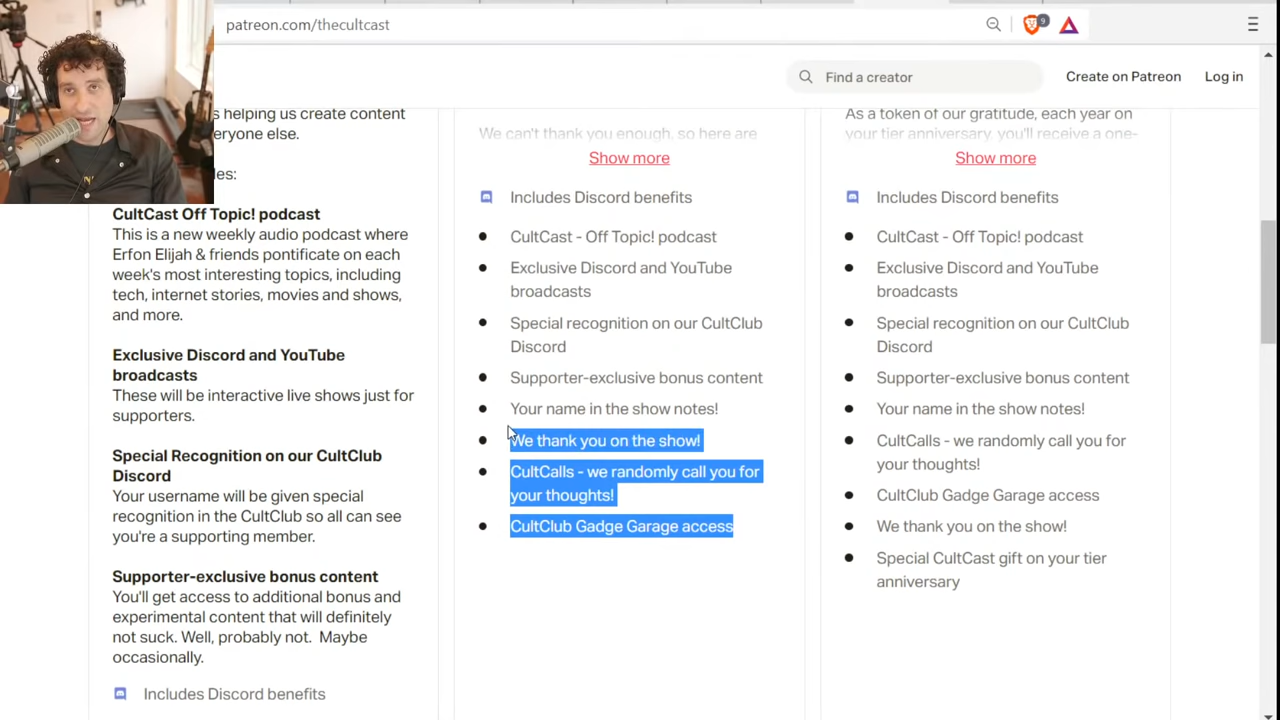 patreon.com/thecultcast
9
Find a creator
Create on Patreon
Log in
s helping us create content
eryone else.
les:
CultCast Off Topic! podcast
This is a new weekly audio podcast where
Erfon Elijah & friends pontificate on each
week's most interesting topics, including
tech, internet stories, movies and shows,
and more.
Exclusive Discord and YouTube
broadcasts
These will be interactive live shows just for
supporters.
Special Recognition on our CultClub
Discord
Your username will be given special
recognition in the CultClub so all can see
you're a supporting member.
Supporter-exclusive bonus content
You'll get access to additional bonus and
experimental content that will definitely
not suck. Well, probably not. Maybe
occasionally.
Includes Discord benefits
We can't thank you enough, so here are
Show more
Includes Discord benefits
CultCast - Off Topic! podcast
Exclusive Discord and YouTube
broadcasts
Special recognition on our CultClub
Discord
Supporter-exclusive bonus content
Your name in the show notes!
We thank you on the show!
CultCalls - we randomly call you for
your thoughts!
CultClub Gadge Garage access
As a token of our gratitude, each year on
your tier anniversary, you'll receive a one-
Show more
Includes Discord benefits
CultCast - Off Topic! podcast
Exclusive Discord and YouTube
broadcasts
Special recognition on our CultClub
Discord
Supporter-exclusive bonus content
Your name in the show notes!
CultCalls - we randomly call you for
your thoughts!
CultClub Gadge Garage access
We thank you on the show!
Special CultCast gift on your tier
anniversary